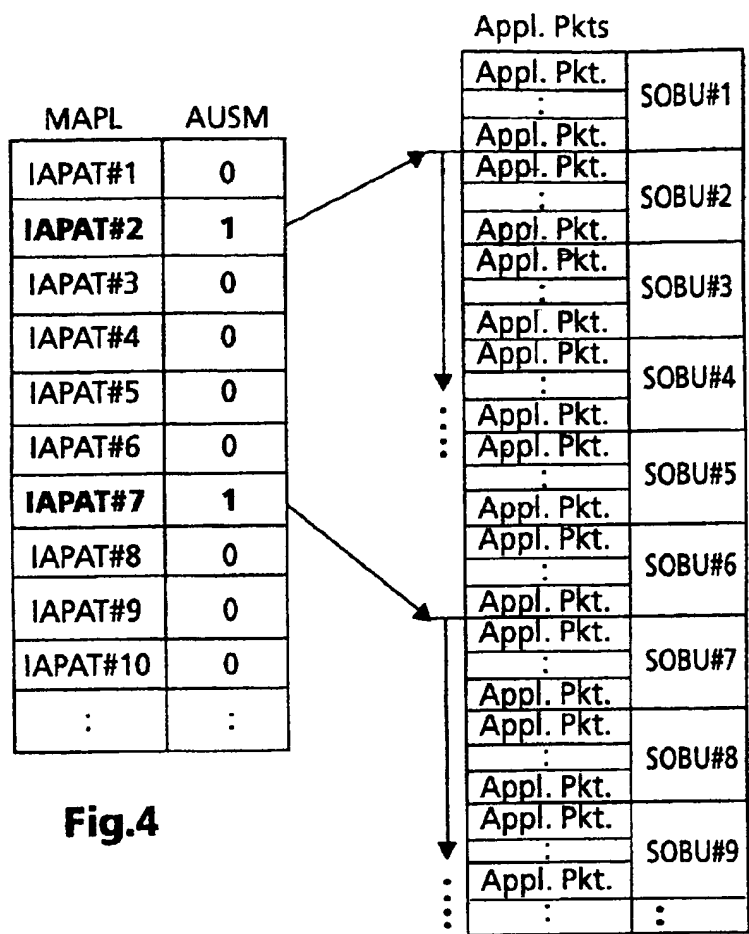 MAPL AUSM
IAPAT#1 0
IAPAT#2 1
IAPAT#3 0
IAPAT#4 0
IAPAT#5 0
IAPAT#6 0
IAPAT#7 1
IAPAT#8 0
IAPAT#9 0
IAPAT#10 0
: :
Fig.4
Appl. Pkts
Appl. Pkt.
:
Appl. Pkt.
SOBU#1
Appl. Pkt.
:
Appl. Pkt.
SOBU#2
Appl. Pkt.
:
Appl. Pkt.
SOBU#3
Appl. Pkt.
:
Appl. Pkt.
SOBU#4
Appl. Pkt.
:
Appl. Pkt.
SOBU#5
Appl. Pkt.
:
Appl. Pkt.
SOBU#6
Appl. Pkt.
:
Appl. Pkt.
SOBU#7
Appl. Pkt.
:
Appl. Pkt.
SOBU#8
Appl. Pkt.
:
Appl. Pkt.
SOBU#9
: :